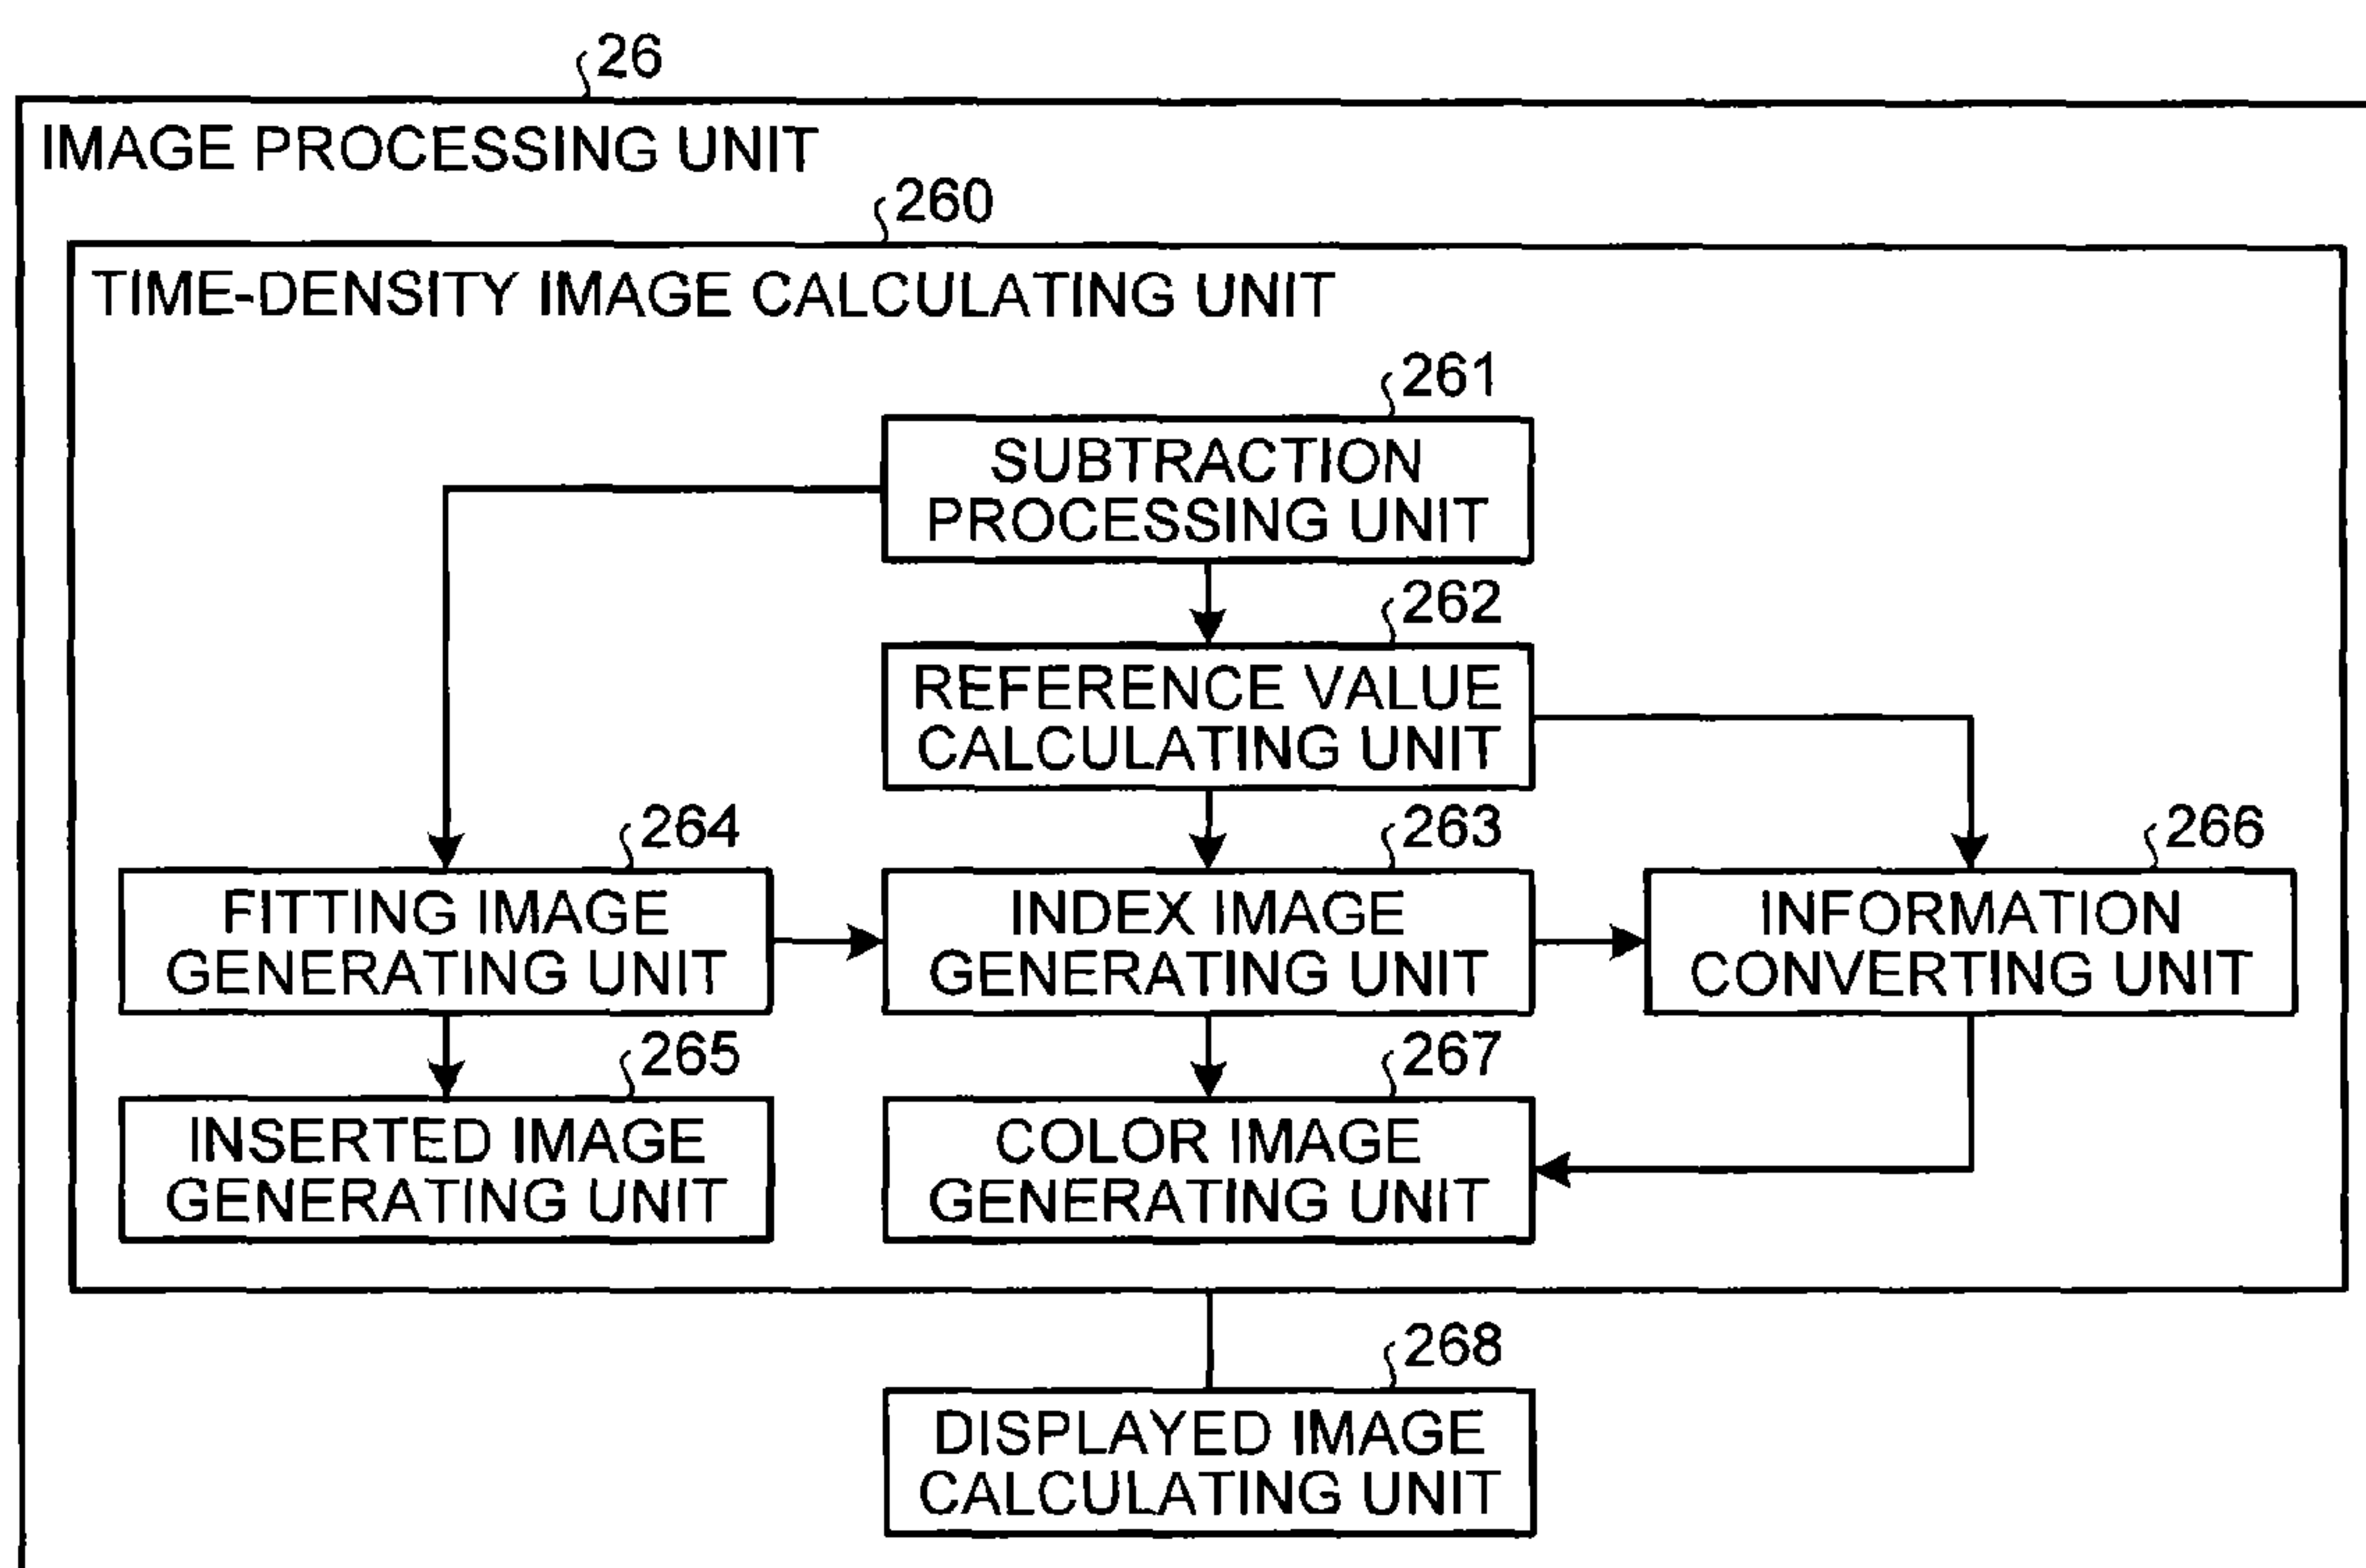 26
IMAGE PROCESSING UNIT
260
TIME-DENSITY IMAGE CALCULATING UNIT
261
SUBTRACTION
PROCESSING UNIT
262
REFERENCE VALUE
CALCULATING UNIT
264
FITTING IMAGE
GENERATING UNIT
263
INDEX IMAGE
GENERATING UNIT
266
INFORMATION
CONVERTING UNIT
265
INSERTED IMAGE
GENERATING UNIT
267
COLOR IMAGE
GENERATING UNIT
268
DISPLAYED IMAGE
CALCULATING UNIT